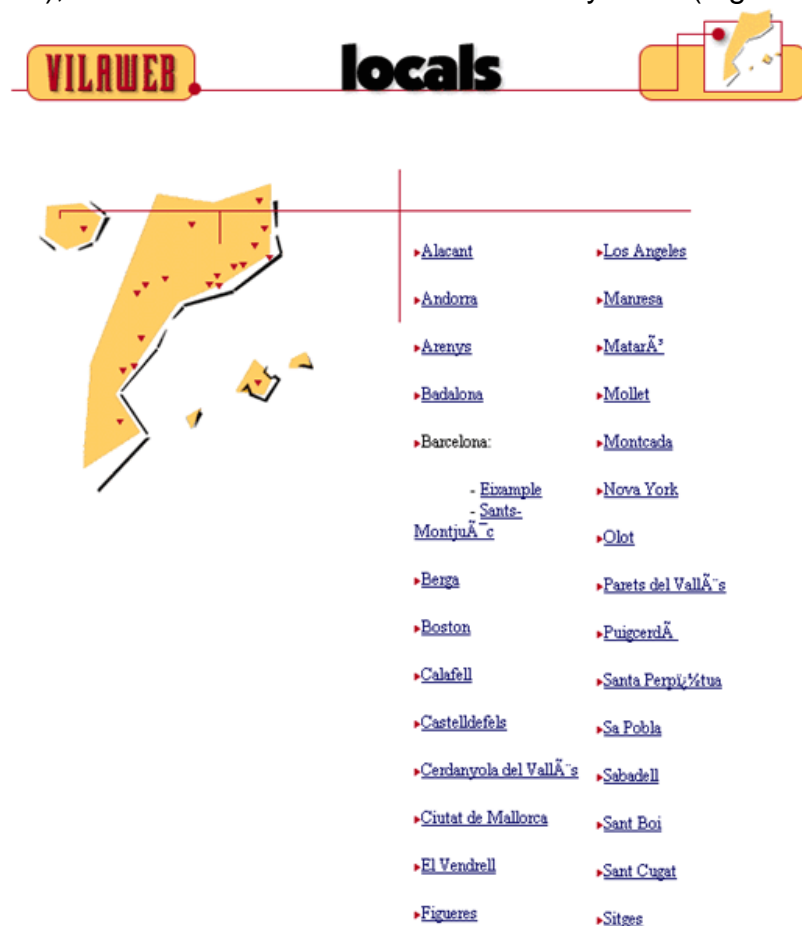 VILAWEB
locals
Alacant
Andorra
Arenys
Badalona
Barcelona:
- Eixample
- Sants-
MontjuÃ¯c
Berga
Boston
Calafell
Castelldefels
Cerdanyola del VallÃ¨s
Ciutat de Mallorca
El Vendrell
Figueres
Los Angeles
Manresa
MatarÃ³
Mollet
Montcada
Nova York
Olot
Parets del VallÃ¨s
PuigcerdÃ
Santa Perpï¿½tua
Sa Pobla
Sabadell
Sant Boi
Sant Cugat
Sitges